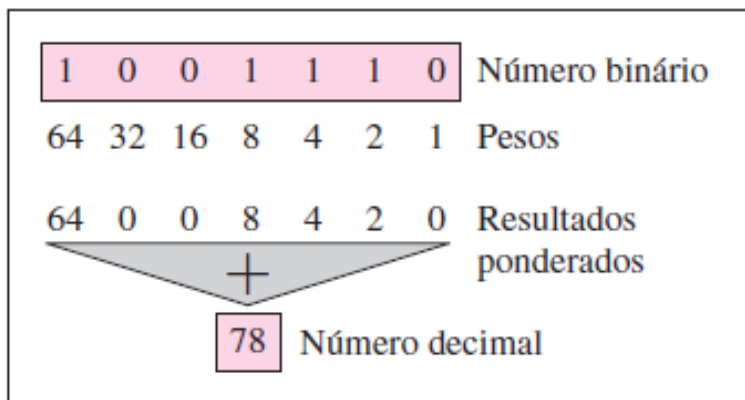 1 0 0 1 1 1 0 Número binário
64 32 16 8 4 2 1 Pesos
64 0 0 8 4 2 0 Resultados
ponderados
+
78 Número decimal